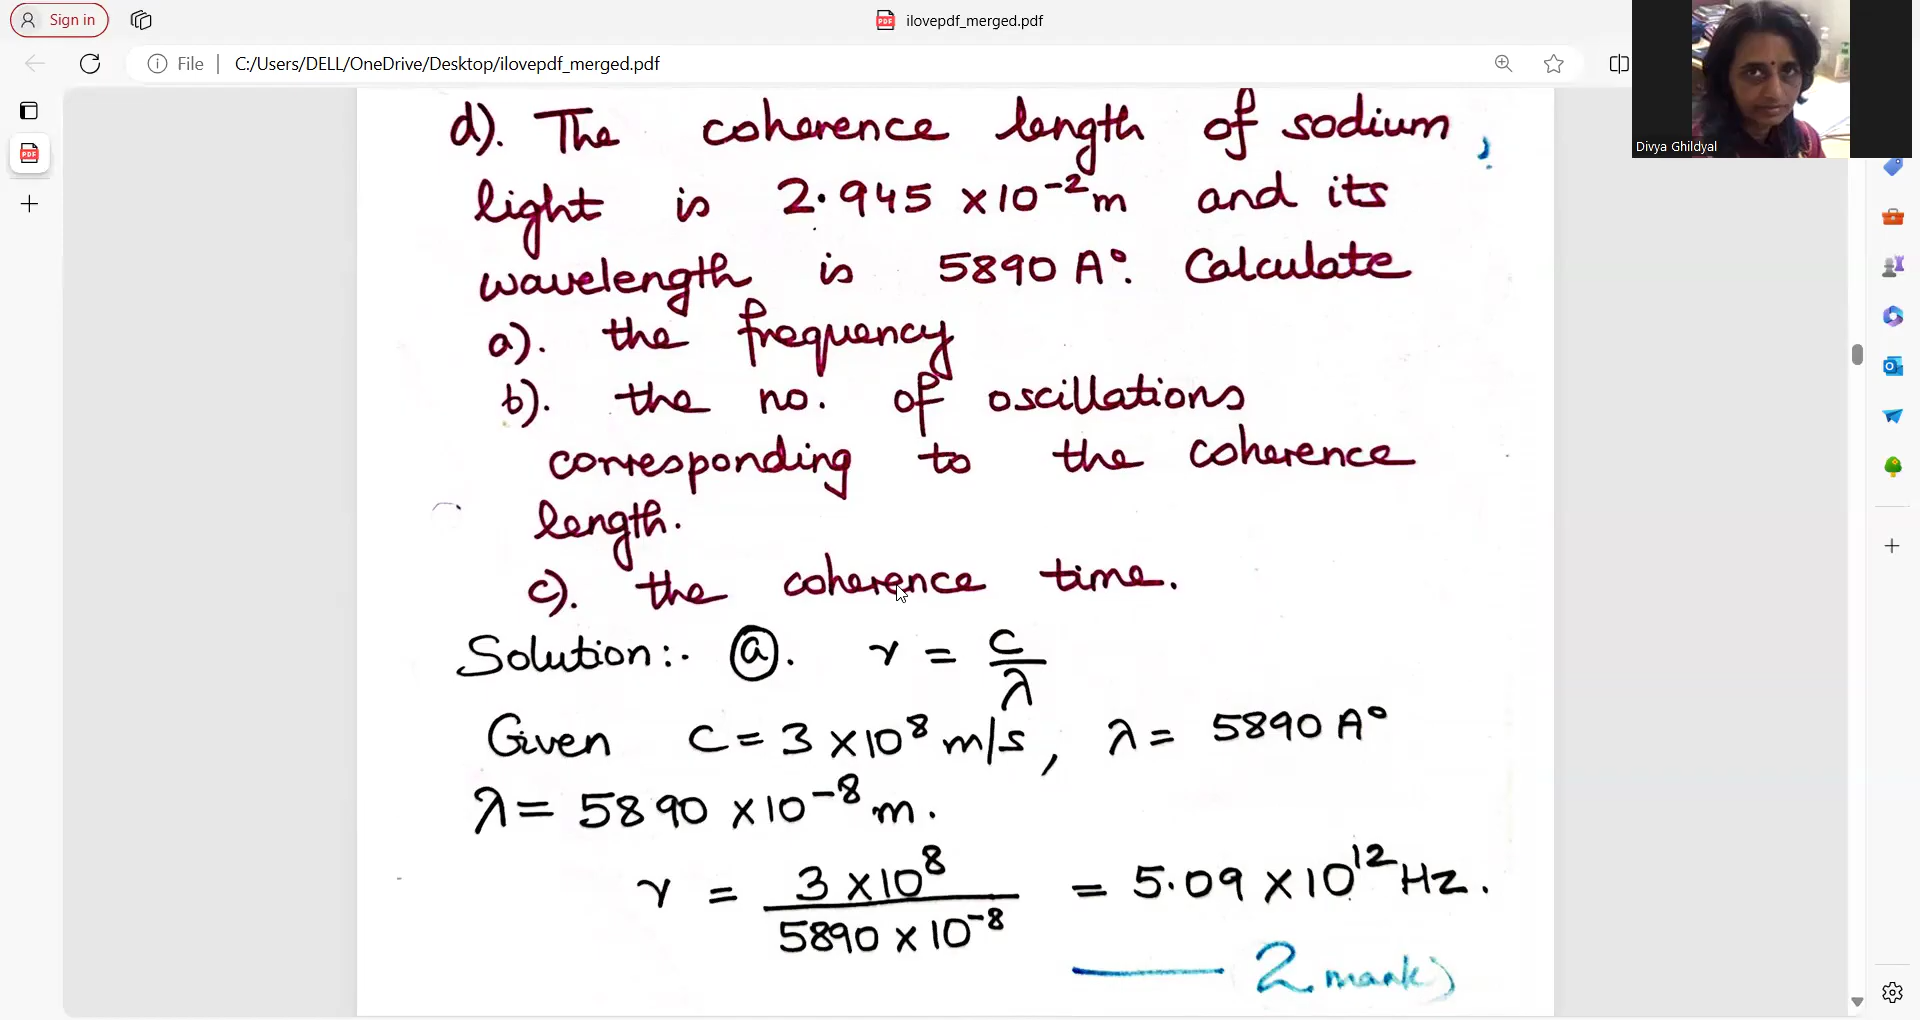 Sign in
ilovepdf_merged.pdf
File | C:/Users/DELL/OneDrive/Desktop/ilovepdf_merged.pdf
Divya Ghildyal
d). The coherence length of sodium
light is 2.945 x10⁻²m and its
wavelength is 5890 A°. Calculate
a). the frequency
b). the no. of oscillations
corresponding to the coherence
length.
c). the coherence time.
Solution:- ⓐ. ν = c/λ
Given c = 3 x10⁸ m/s, λ = 5890 A°
λ = 5890 x10⁻⁸ m.
ν = 3 x10⁸ / 5890 x 10⁻⁸ = 5.09 x10¹² Hz.
2 marks